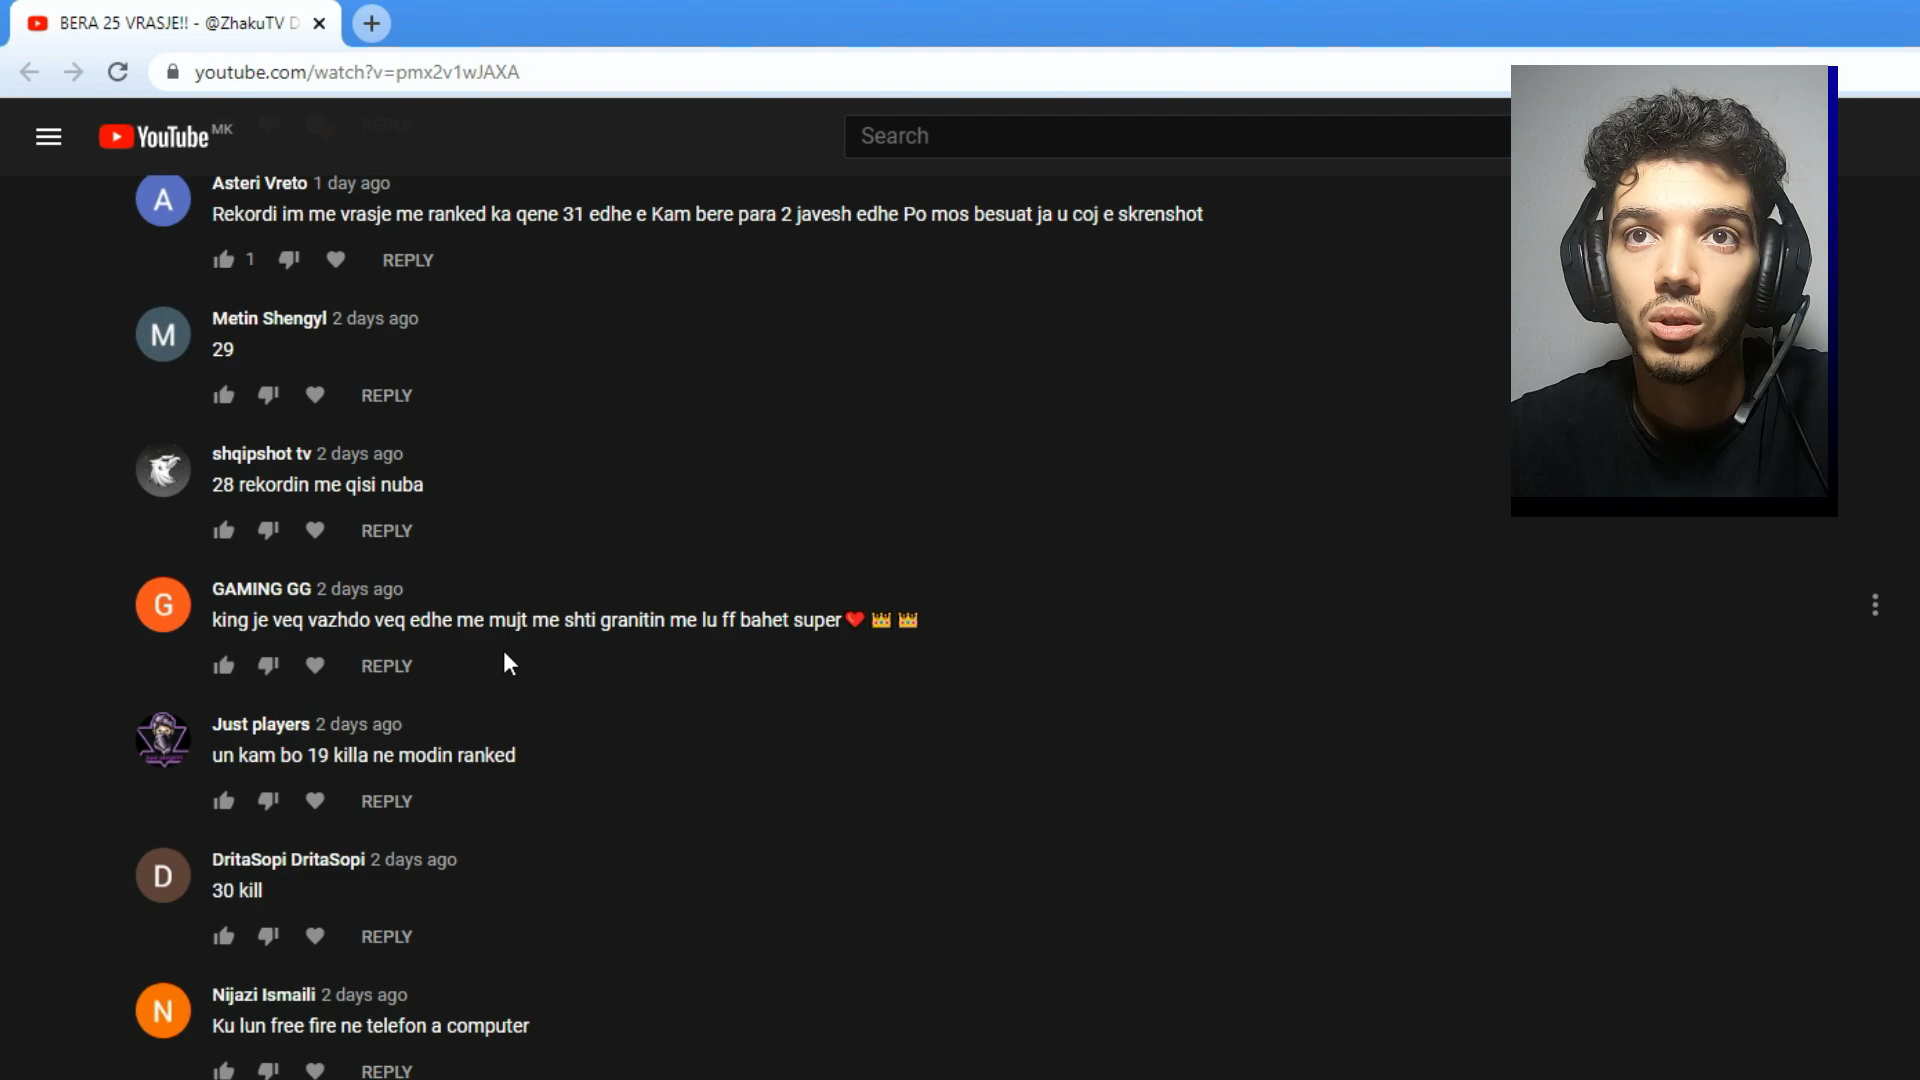 BERA 25 VRASJE!! - @ZhakuTV D
youtube.com/watch?v=pmx2v1wJAXA
REPLY
YouTube MK
Search
Asteri Vreto 1 day ago
Rekordi im me vrasje me ranked ka qene 31 edhe e Kam bere para 2 javesh edhe Po mos besuat ja u coj e skrenshot
1 REPLY
M
Metin Shengyl 2 days ago
29
REPLY
shqipshot tv 2 days ago
28 rekordin me qisi nuba
REPLY
G
GAMING GG 2 days ago
king je veq vazhdo veq edhe me mujt me shti granitin me lu ff bahet super❤️ 👑 👑
REPLY
Just players 2 days ago
un kam bo 19 killa ne modin ranked
REPLY
D
DritaSopi DritaSopi 2 days ago
30 kill
REPLY
N
Nijazi Ismaili 2 days ago
Ku lun free fire ne telefon a computer
REPLY